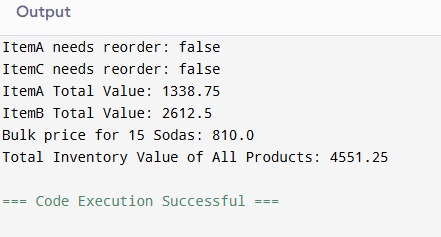 Output
ItemA needs reorder: false
ItemC needs reorder: false
ItemA Total Value: 1338.75
ItemB Total Value: 2612.5
Bulk price for 15 Sodas: 810.0
Total Inventory Value of All Products: 4551.25
=== Code Execution Successful ===